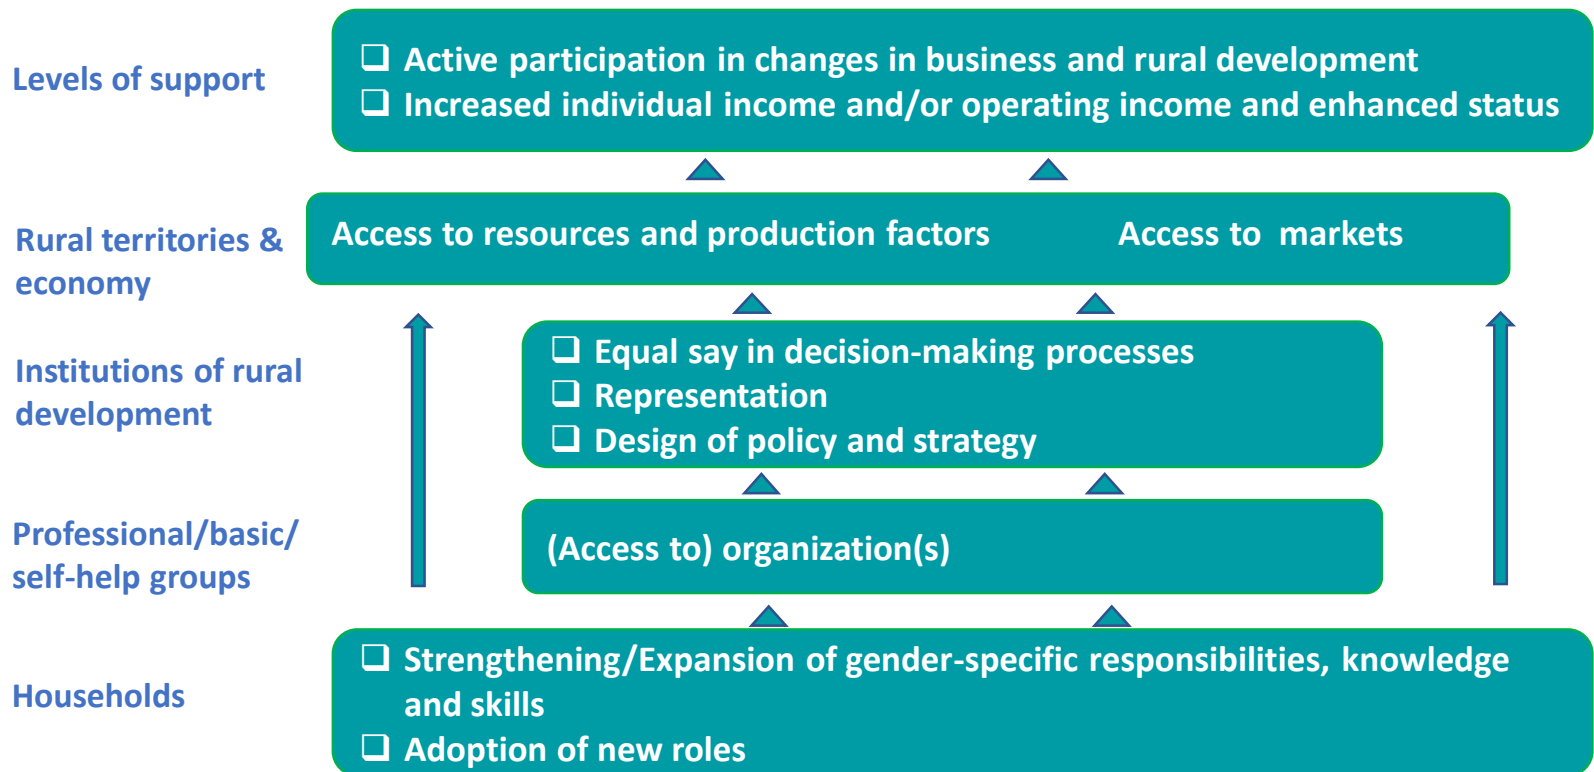 Levels of support
❑ Active participation in changes in business and rural development
❑ Increased individual income and/or operating income and enhanced status
Rural territories &
economy
Access to resources and production factors Access to markets
Institutions of rural
development
❑ Equal say in decision-making processes
❑ Representation
❑ Design of policy and strategy
Professional/basic/
self-help groups
(Access to) organization(s)
Households
❑ Strengthening/Expansion of gender-specific responsibilities, knowledge
and skills
❑ Adoption of new roles